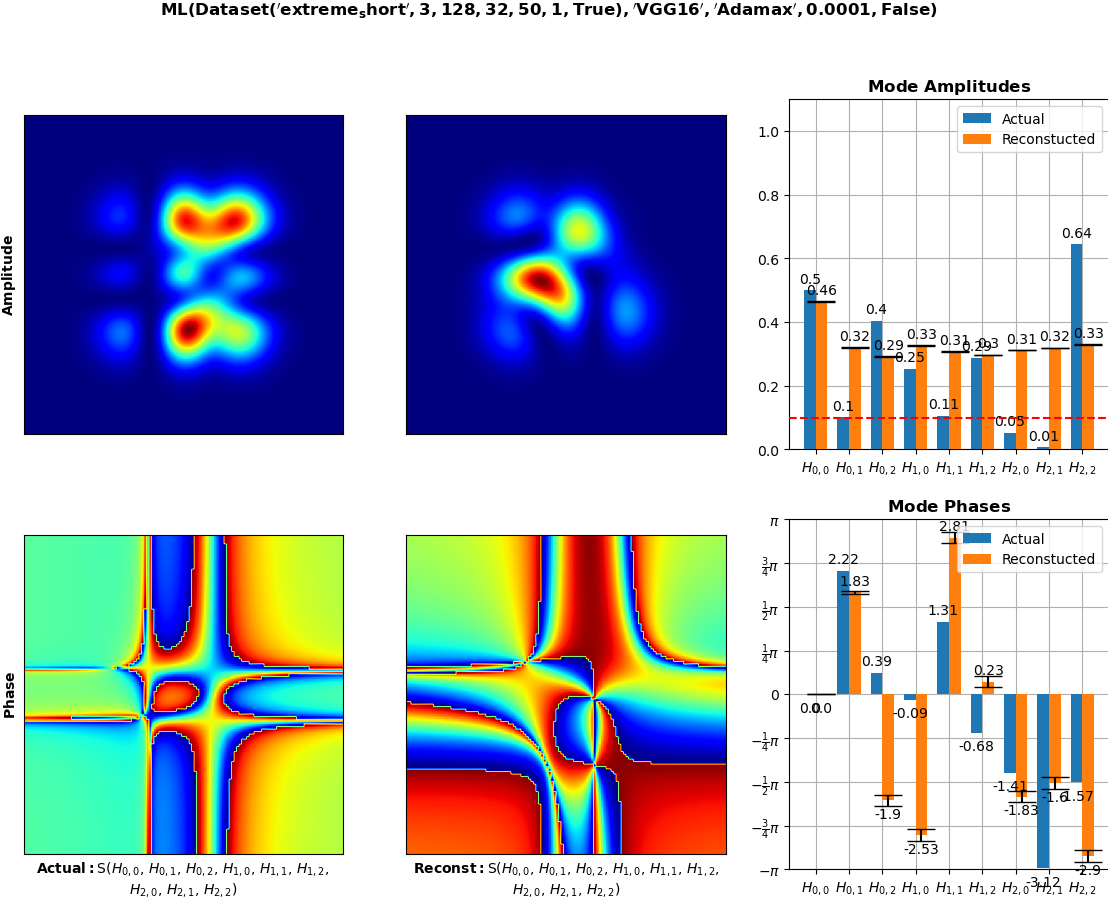 ML(Dataset('extreme_short', 3, 128, 32, 50, 1, True), 'VGG16', 'Adamax', 0.0001, False)
Amplitude
Mode Amplitudes
Actual
Reconstucted
1.0
0.8
0.6
0.4
0.2
0.0
0.5
0.46
0.1
0.32
0.4
0.29
0.25
0.33
0.11
0.31
0.29
0.3
0.05
0.31
0.01
0.32
0.64
0.33
H0,0 H0,1 H0,2 H1,0 H1,1 H1,2 H2,0 H2,1 H2,2
Phase
Actual: S(H0,0, H0,1, H0,2, H1,0, H1,1, H1,2,
H2,0, H2,1, H2,2)
Reconst: S(H0,0, H0,1, H0,2, H1,0, H1,1, H1,2,
H2,0, H2,1, H2,2)
Mode Phases
Actual
Reconstucted
π
3/4π
1/2π
1/4π
0
−1/4π
−1/2π
−3/4π
−π
0.0
0.0
2.22
1.83
0.39
-1.9
-0.09
-2.53
1.31
2.81
-0.68
0.23
-1.41
-1.83
-3.12
-1.6
-1.57
-2.9
H0,0 H0,1 H0,2 H1,0 H1,1 H1,2 H2,0 H2,1 H2,2